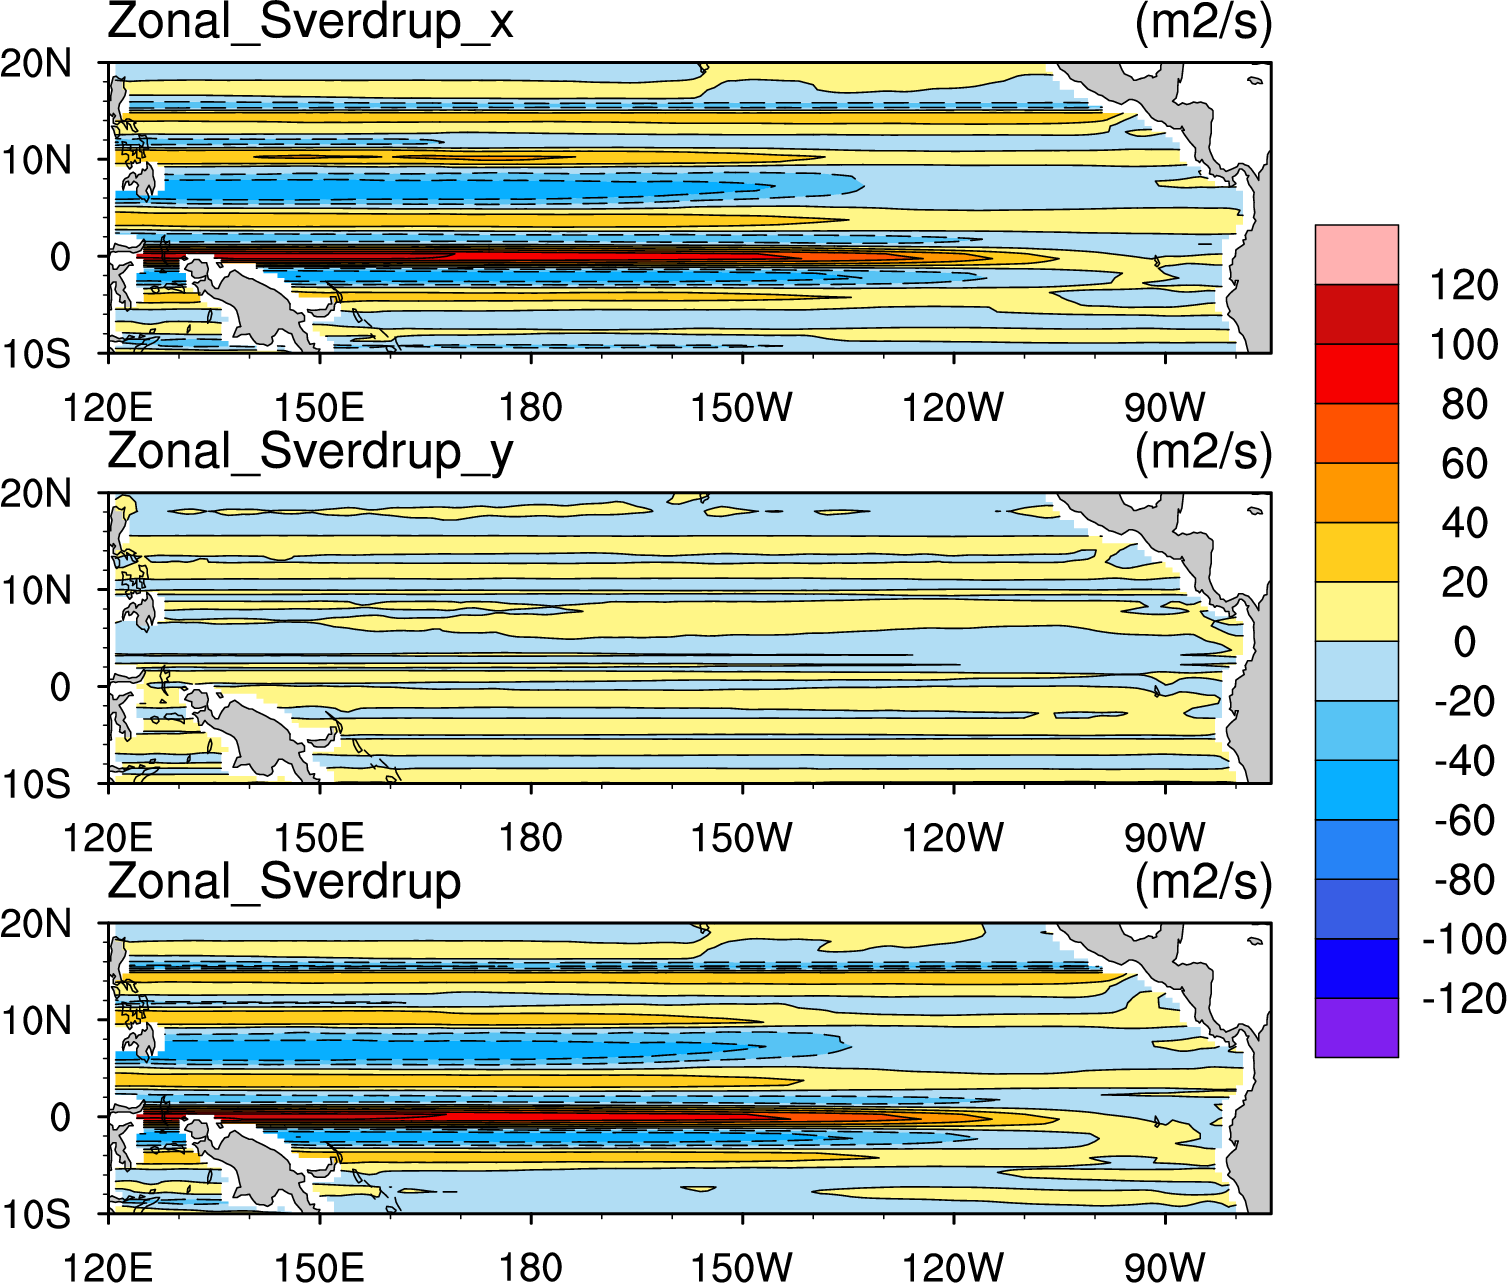 Zonal_Sverdrup_x (m2/s)
20N
10N
0
10S
120E 150E 180 150W 120W 90W
Zonal_Sverdrup_y (m2/s)
20N
10N
0
10S
120E 150E 180 150W 120W 90W
Zonal_Sverdrup (m2/s)
20N
10N
0
10S
120E 150E 180 150W 120W 90W
120
100
80
60
40
20
0
-20
-40
-60
-80
-100
-120